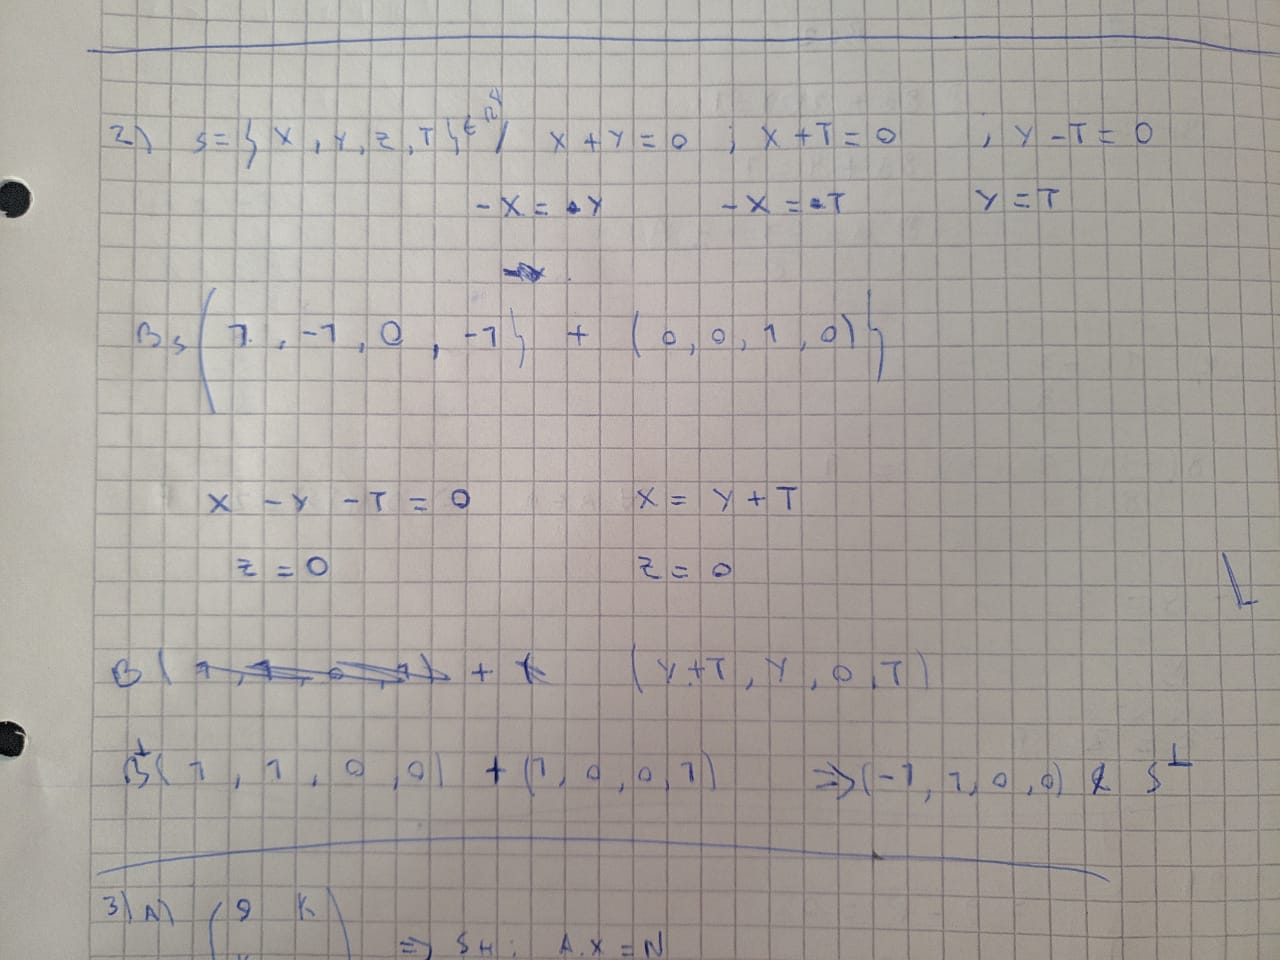 2) S = { X , Y , Z , T } ∈ R⁴ / X + Y = 0 ; X + T = 0 , Y - T = 0
- X = Y - X = T Y = T
B_S { (1 , -1 , 0 , -1) + (0 , 0 , 1 , 0) }
X - Y - T = 0 X = Y + T
Z = 0 Z = 0
B ( + (Y + T , Y , 0 , T)
B^⊥ (1 , 1 , 0 , 0) + (1 , 0 , 0 , 1) ⇒ (-1 , 1 , 0 , 0) ∉ S^⊥
3) A) ( 9 K )
⇒ SH : A . X = N